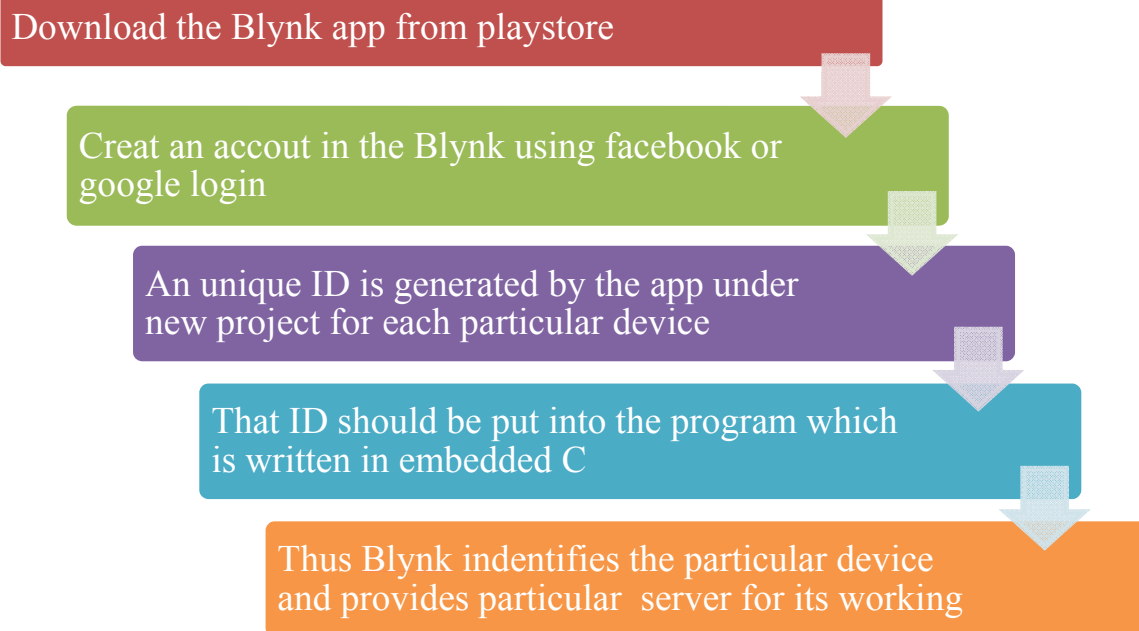 Download the Blynk app from playstore
Creat an accout in the Blynk using facebook or
google login
An unique ID is generated by the app under
new project for each particular device
That ID should be put into the program which
is written in embedded C
Thus Blynk indentifies the particular device
and provides particular  server for its working